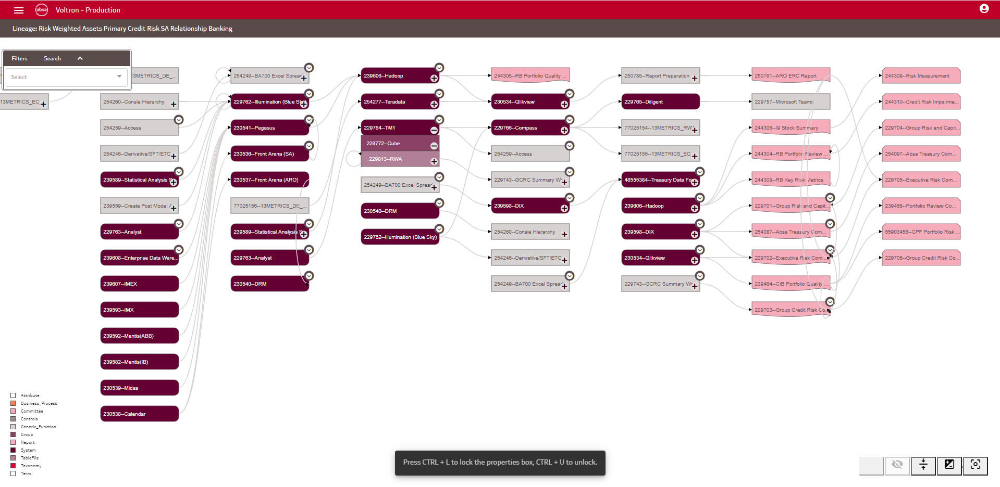 absa
Voltron - Production
Lineage: Risk Weighted Assets Primary Credit Risk SA Relationship Banking
Filters
Search
Select
13METRICS_DE_...
13METRICS_EC
254260--Consle Hierarchy
254259--Access
254246--Derivative/SFT/ETC
239589--Statistical Analysis
239559--Create Post Model
229763--Analyst
239608--Enterprise Data Ware...
239607--IMEX
239593--IMX
239592--Mentis(ABB)
239582--Mentis(IB)
230539--Midas
230538--Calendar
254249--BA700 Excel Spread
229762--Illumination (Blue Sky)
230541--Pegasus
230536--Front Arena (SA)
230537--Front Arena (ARO)
77025156--13METRICS_DE_...
239589--Statistical Analysis
229763--Analyst
230540--DRM
239606--Hadoop
254277--Teradata
229764--TM1
229772--Cube
229813--RWA
254249--BA700 Excel Spread
230540--DRM
229762--Illumination (Blue Sky)
244305--RB Portfolio Quality ...
230534--Qlikview
229766--Compass
254259--Access
229743--GCRC Summary
239598--DIX
254260--Consle Hierarchy
254246--Derivative/SFT/ETC
254249--BA700 Excel Spread
250785--Report Preparation
229765--Diligent
77025154--13METRICS_RW
77025155--13METRICS_EC
48555384--Treasury Data
239606--Hadoop
239598--DIX
230534--Qlikview
229743--GCRC Summary
250761--ARO ERC Report
229757--Microsoft Teams
244306--I9 Stock Summary
244304--RB Portfolio Review ...
244308--RB Key Risk Metrics
229701--Group Risk and Capit...
254087--Absa Treasury Com...
229702--Executive Risk Com...
239464--CIB Portfolio Quality ...
229703--Group Credit Risk Co...
244309--Risk Measurement
244310--Credit Risk Impairme...
229704--Group Risk and Capit...
254097--Absa Treasury Com...
229705--Executive Risk Com...
239465--Portfolio Review Co...
55903456--CPF Portfolio Risk ...
229706--Group Credit Risk Co...
Attribute
Business_Process
Committee
Controls
Generic_Function
Group
Report
System
TableFile
Taxonomy
Term
Press CTRL + L to lock the properties box, CTRL + U to unlock.